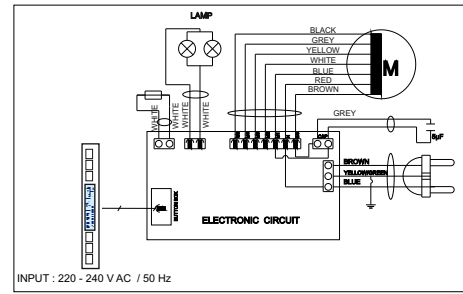 LAMP
BLACK
GREY
YELLOW
WHITE
BLUE
RED
BROWN
M
WHITE
WHITE
WHITE
WHITE
GREY
CAP
8µF
BROWN
YELLOW/GREEN
BLUE
BUTTON BOX
ELECTRONIC CIRCUIT
INPUT : 220 - 240 V AC / 50 Hz